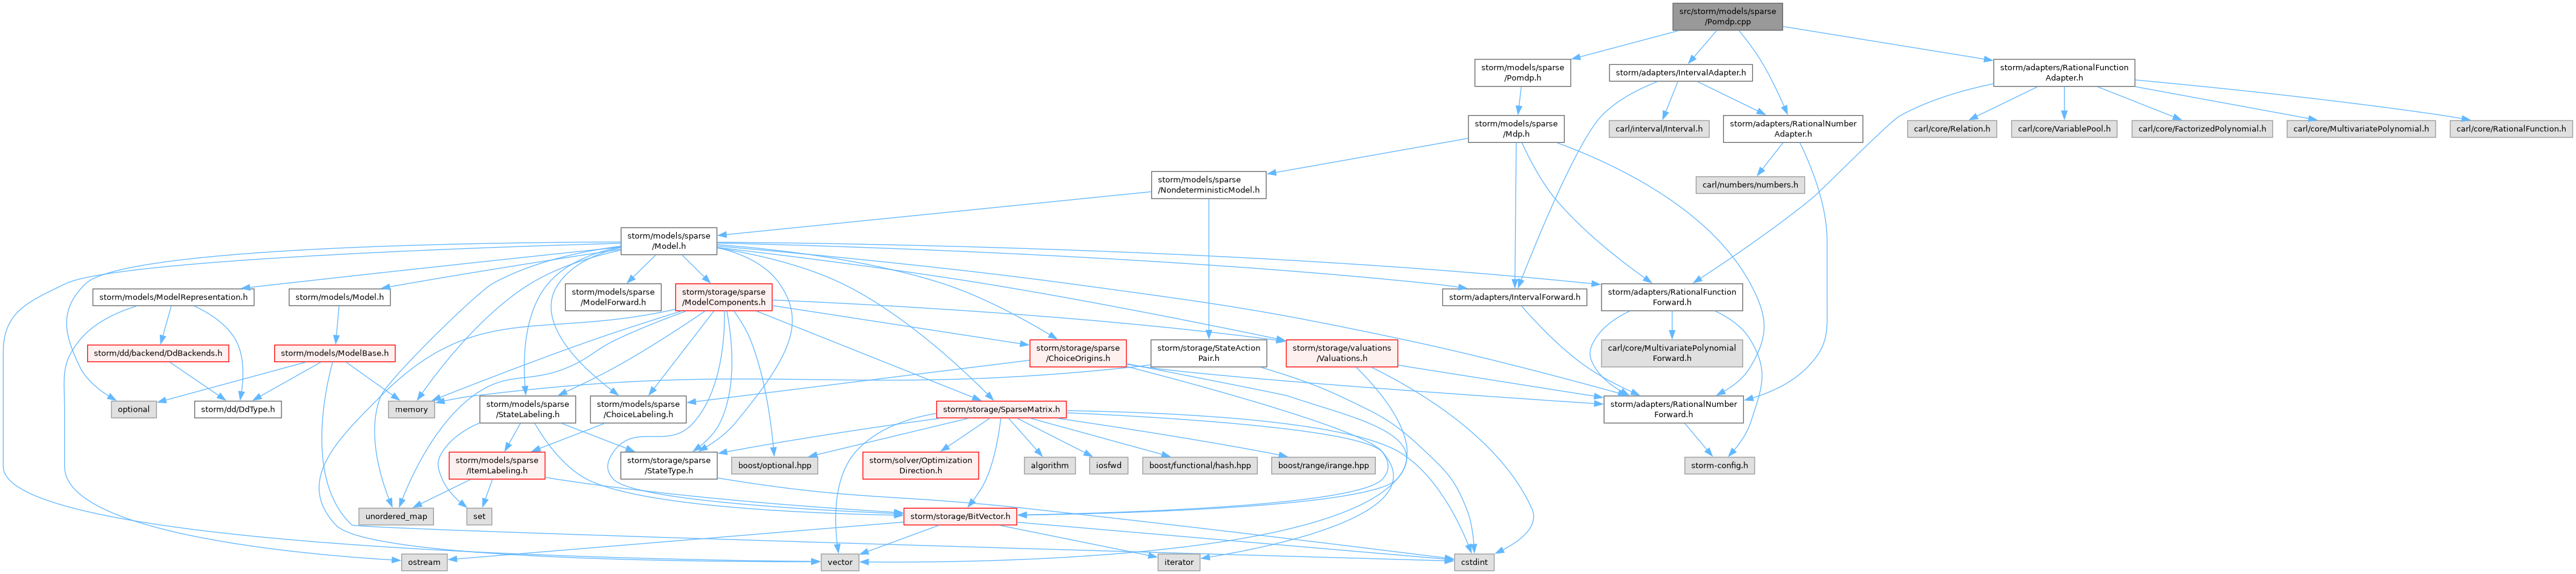 src/storm/models/sparse
/Pomdp.cpp
storm/models/sparse
/Pomdp.h
storm/adapters/IntervalAdapter.h
storm/adapters/RationalFunction
Adapter.h
storm/models/sparse
/Mdp.h
carl/interval/Interval.h
storm/adapters/RationalNumber
Adapter.h
carl/core/Relation.h
carl/core/VariablePool.h
carl/core/FactorizedPolynomial.h
carl/core/MultivariatePolynomial.h
carl/core/RationalFunction.h
storm/models/sparse
/NondeterministicModel.h
carl/numbers/numbers.h
storm/models/sparse
/Model.h
storm/models/ModelRepresentation.h
storm/models/Model.h
storm/models/sparse
/ModelForward.h
storm/storage/sparse
/ModelComponents.h
storm/adapters/IntervalForward.h
storm/adapters/RationalFunction
Forward.h
storm/dd/backend/DdBackends.h
storm/models/ModelBase.h
storm/storage/sparse
/ChoiceOrigins.h
storm/storage/StateAction
Pair.h
storm/storage/valuations
/Valuations.h
carl/core/MultivariatePolynomial
Forward.h
optional
storm/dd/DdType.h
memory
storm/models/sparse
/StateLabeling.h
storm/models/sparse
/ChoiceLabeling.h
storm/storage/SparseMatrix.h
storm/adapters/RationalNumber
Forward.h
storm/models/sparse
/ItemLabeling.h
storm/storage/sparse
/StateType.h
boost/optional.hpp
storm/solver/Optimization
Direction.h
algorithm
iosfwd
boost/functional/hash.hpp
boost/range/irange.hpp
storm-config.h
unordered_map
set
storm/storage/BitVector.h
ostream
vector
iterator
cstdint